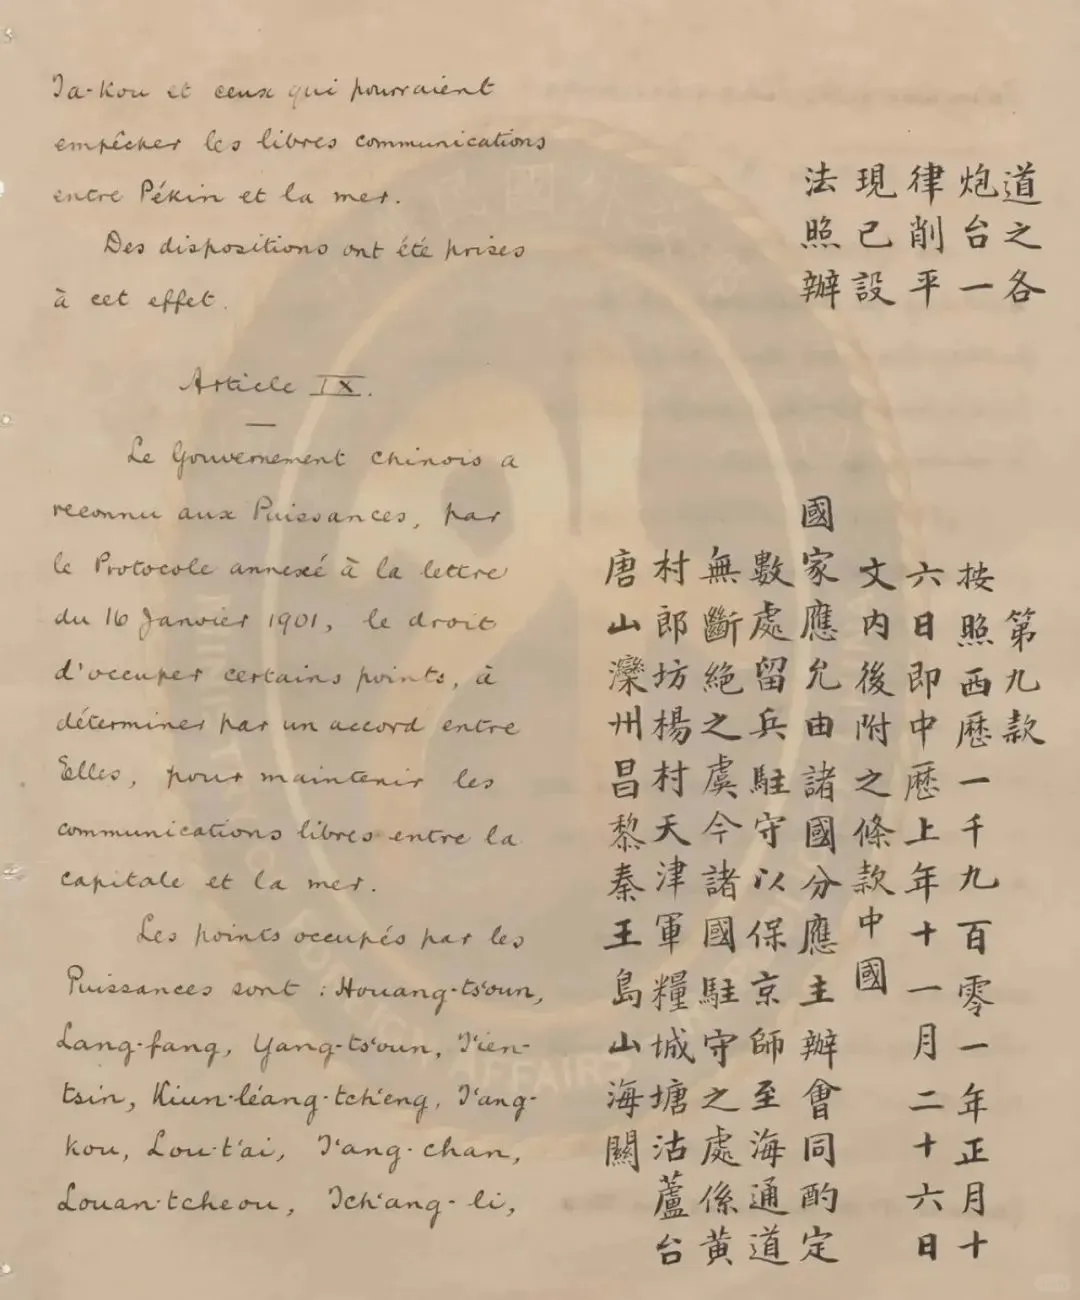 Ta-Kou et ceux qui pourraient
empêcher les libres communications
entre Pékin et la mer.
Des dispositions ont été prises
à cet effet.
Article IX.
Le Gouvernement chinois a
reconnu aux Puissances, par
le Protocole annexé à la lettre
du 16 Janvier 1901, le droit
d'occuper certains points, à
déterminer par un accord entre
Elles, pour maintenir les
communications libres entre la
capitale et la mer.
Les points occupés par les
Puissances sont : Houang-ts'oun,
Lang-fang, Yang-ts'oun, T'ien-
tsin, Kiun-léang-tch'eng, T'ang-
kou, Lou-t'ai, T'ang-chan,
Louan-tcheou, Tch'ang-li,
道之各
炮台一
律削平
現已設
法照辦
第九款
按照西歷一千九百零一年正月十
六日即中歷上年十一月二十六日
文內後附之條款中國
國家應允由諸國分應主辦會同酌定
數處留兵駐守以保京師至海通道
無斷絕之虞今諸國駐守之處係黃
村郎坊楊村天津軍糧城塘沽蘆台
唐山灤州昌黎秦王島山海關
AFFAIRS